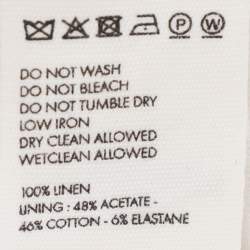 P W
DO NOT WASH
DO NOT BLEACH
DO NOT TUMBLE DRY
LOW IRON
DRY CLEAN ALLOWED
WETCLEAN ALLOWED
100% LINEN
LINING : 48% ACETATE -
46% COTTON - 6% ELASTANE